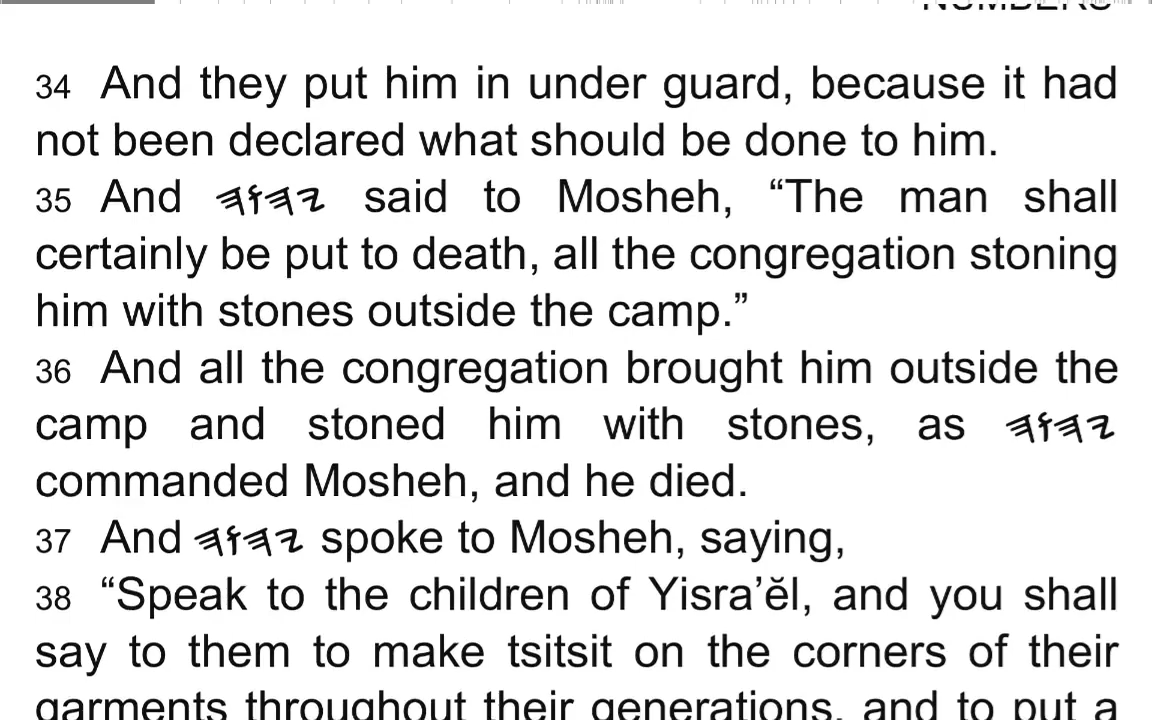 34 And they put him in under guard, because it had
not been declared what should be done to him.
35 And 𐤉𐤄𐤅𐤄 said to Mosheh, “The man shall
certainly be put to death, all the congregation stoning
him with stones outside the camp.”
36 And all the congregation brought him outside the
camp and stoned him with stones, as 𐤉𐤄𐤅𐤄
commanded Mosheh, and he died.
37 And 𐤉𐤄𐤅𐤄 spoke to Mosheh, saying,
38 “Speak to the children of Yisra’ĕl, and you shall
say to them to make tsitsit on the corners of their
garments throughout their generations, and to put a